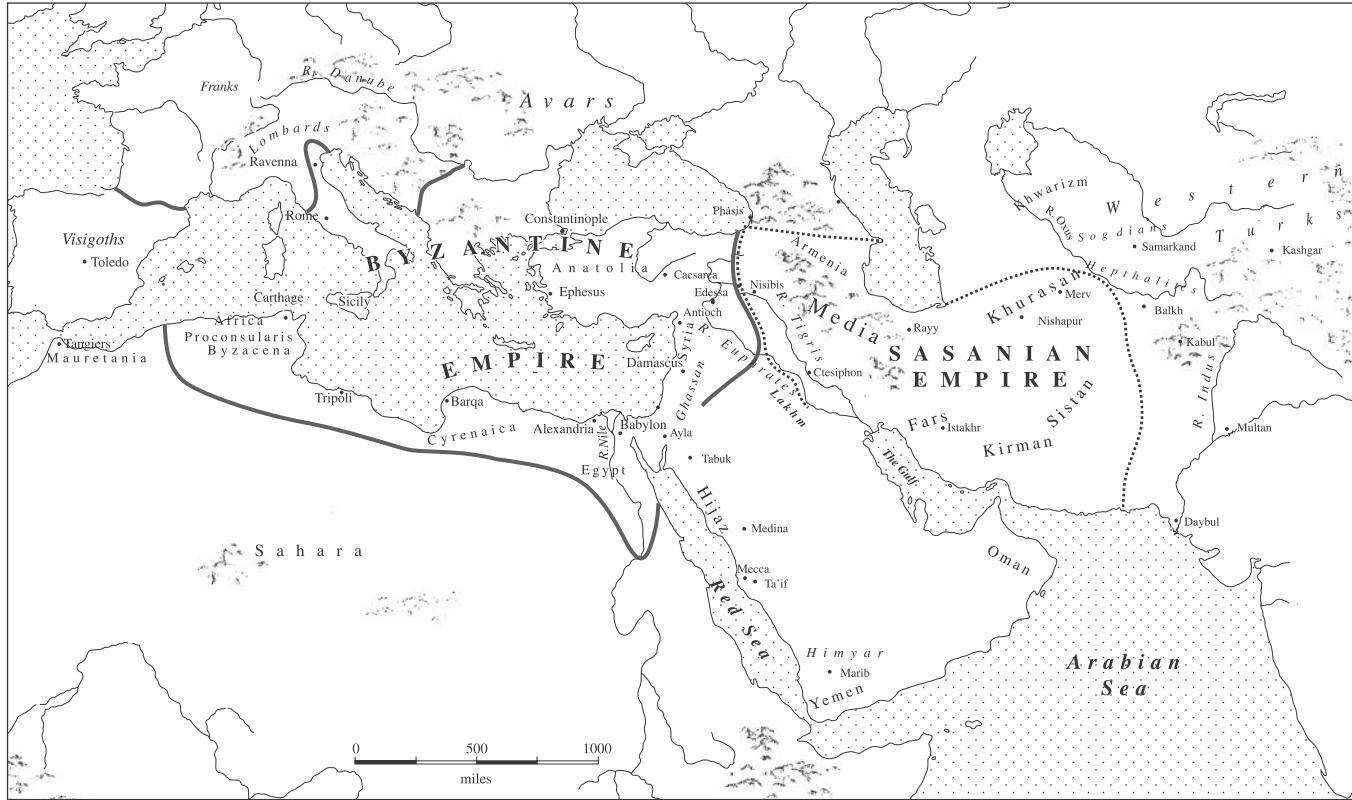 Franks
R. Danube
Avars
Lombards
Ravenna
Rome
Visigoths
Toledo
Constantinople
Phasis
BYZANTINE
EMPIRE
Anatolia
Caesarea
Armenia
Khwarizm
R. Oxus
Western
Turks
Sogdians
Samarkand
Kashgar
Hepthalites
Carthage
Sicily
Ephesus
Edessa
Nisibis
Antioch
R. Tigris
Media
Rayy
Khurasan
Merv
Nishapur
Balkh
Kabul
Africa
Proconsularis
Byzacena
Tangiers
Mauretania
Damascus
Syria
R. Euphrates
Ctesiphon
SASANIAN
EMPIRE
Ghassan
Lakhm
Sistan
R. Indus
Tripoli
Barqa
Cyrenaica
Alexandria
R.Nile
Babylon
Ayla
Egypt
Tabuk
Fars
Istakhr
Kirman
Multan
The Gulf
Hijaz
Medina
Daybul
Sahara
Oman
Mecca
Ta'if
Red Sea
Himyar
Marib
Yemen
Arabian
Sea
0 500 1000
miles